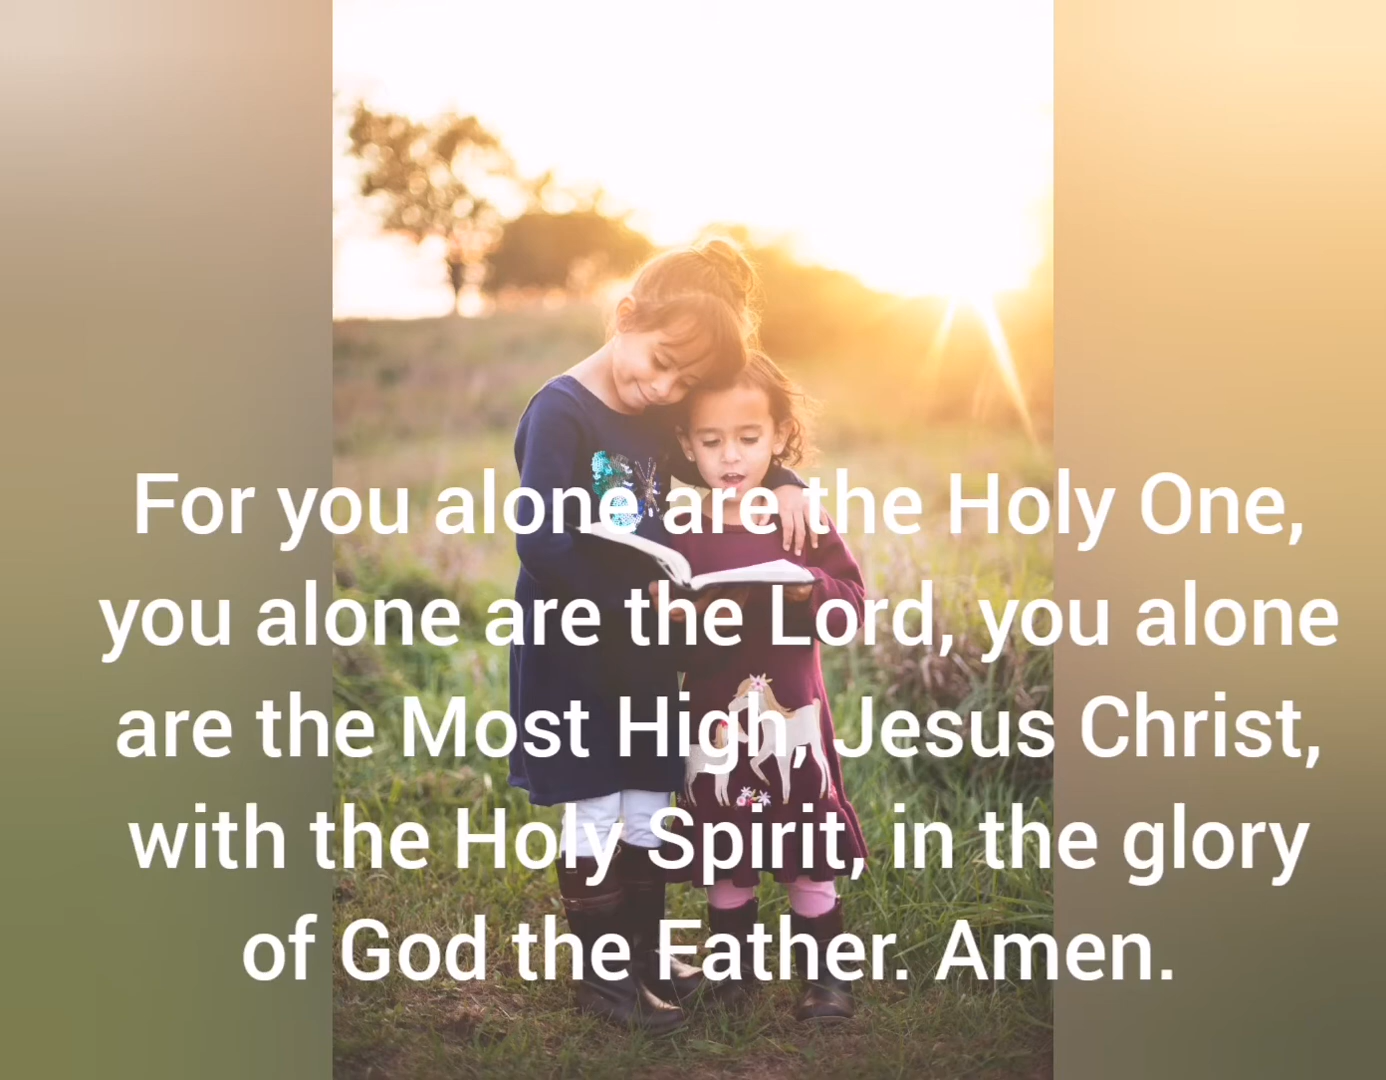 For you alone are the Holy One,
you alone are the Lord, you alone
are the Most High, Jesus Christ,
with the Holy Spirit, in the glory
of God the Father. Amen.